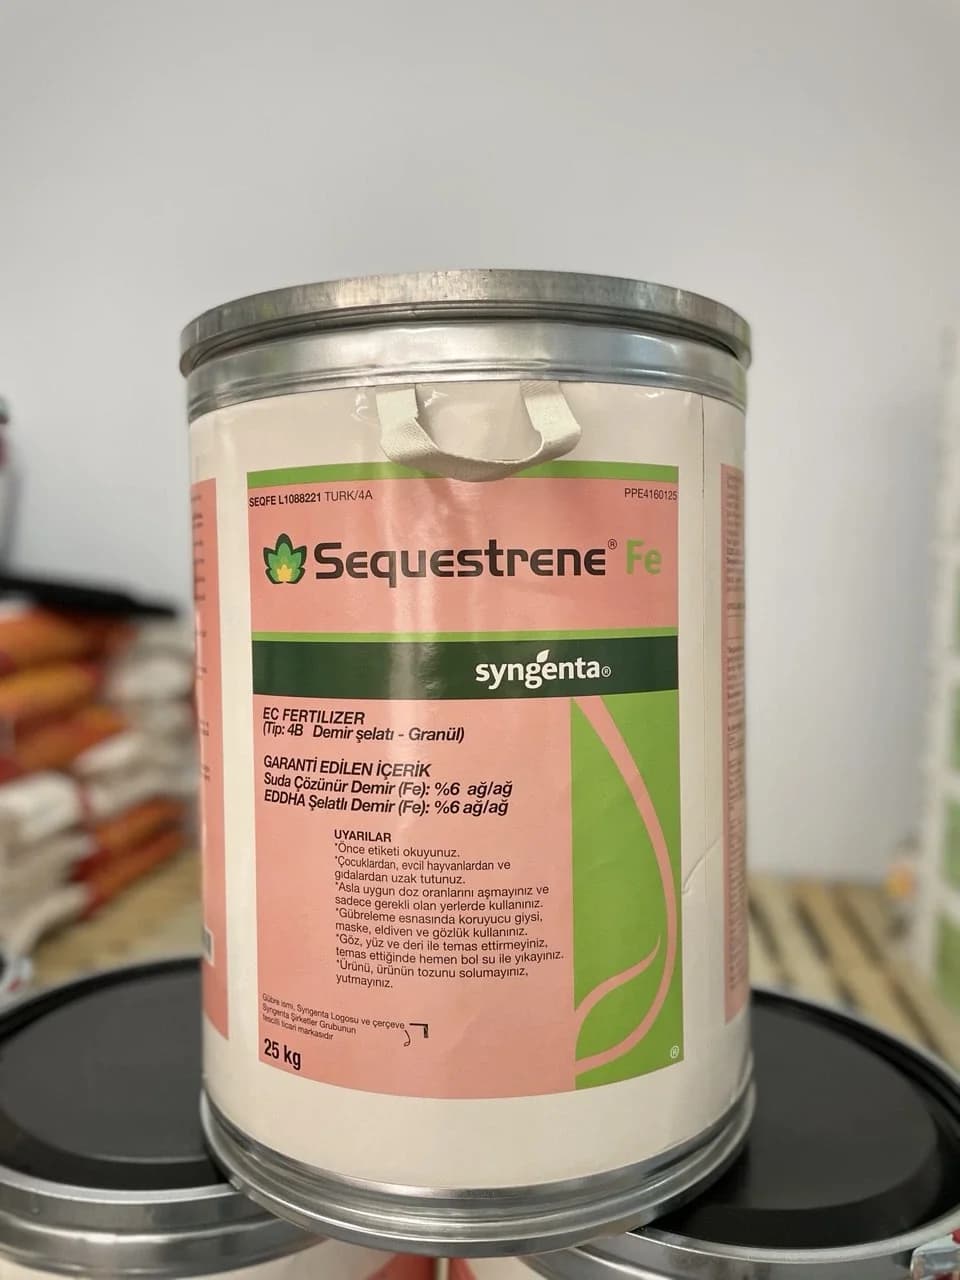 SEQFE L1088221 TURK/4A
PPE4160125
Sequestrene® Fe
syngenta®
EC FERTILIZER
(Tip: 4B Demir şelatı - Granül)
GARANTİ EDİLEN İÇERİK
Suda Çözünür Demir (Fe): %6 ağ/ağ
EDDHA Şelatlı Demir (Fe): %6 ağ/ağ
UYARILAR
*Önce etiketi okuyunuz.
*Çocuklardan, evcil hayvanlardan ve
gıdalardan uzak tutunuz.
*Asla uygun doz oranlarını aşmayınız ve
sadece gerekli olan yerlerde kullanınız.
*Gübreleme esnasında koruyucu giysi,
maske, eldiven ve gözlük kullanınız.
*Göz, yüz ve deri ile temas ettirmeyiniz,
temas ettiğinde hemen bol su ile yıkayınız.
*Ürünü, ürünün tozunu solumayınız,
yutmayınız.
Gübre ismi, Syngenta Logosu ve çerçeve
Syngenta Şirketler Grubunun
tescilli ticari markasıdır
25 kg
®